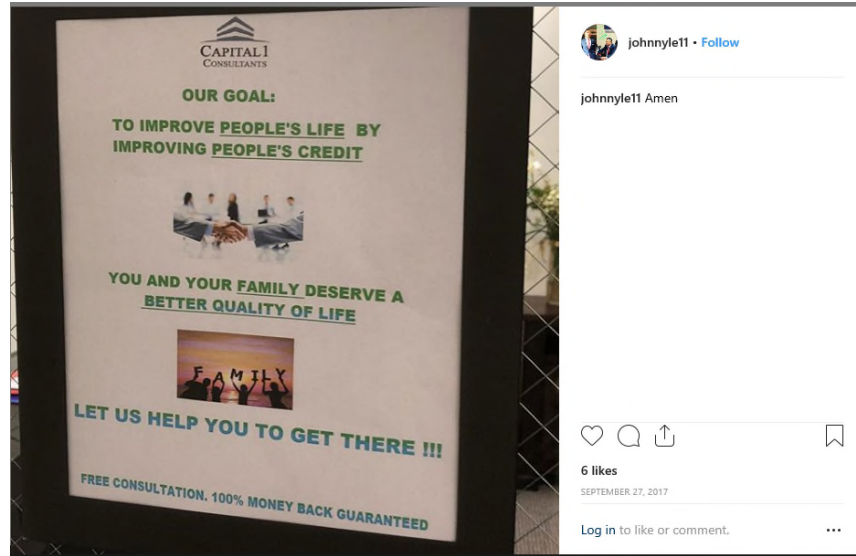 CAPITAL 1
CONSULTANTS
OUR GOAL:
TO IMPROVE PEOPLE'S LIFE BY
IMPROVING PEOPLE'S CREDIT
YOU AND YOUR FAMILY DESERVE A
BETTER QUALITY OF LIFE
FAMILY
LET US HELP YOU TO GET THERE !!!
FREE CONSULTATION. 100% MONEY BACK GUARANTEED
johnnyle11 • Follow
johnnyle11 Amen
6 likes
SEPTEMBER 27, 2017
Log in to like or comment.